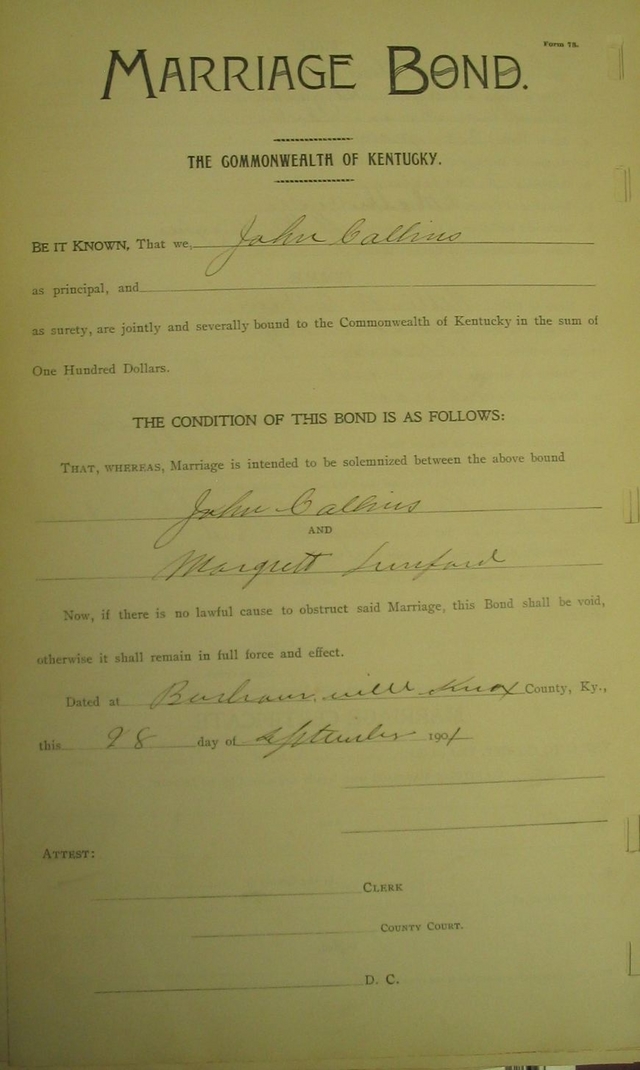 Form 78.
MARRIAGE BOND.
THE COMMONWEALTH OF KENTUCKY.
BE IT KNOWN, That we, John Collins
as principal, and
as surety, are jointly and severally bound to the Commonwealth of Kentucky in the sum of
One Hundred Dollars.
THE CONDITION OF THIS BOND IS AS FOLLOWS:
THAT, WHEREAS, Marriage is intended to be solemnized between the above bound
John Collins
AND
Margrett Lunsford
Now, if there is no lawful cause to obstruct said Marriage, this Bond shall be void,
otherwise it shall remain in full force and effect.
Dated at Barbourville Knox County, Ky.,
this 28 day of September 1901
ATTEST:
CLERK
COUNTY COURT.
D. C.